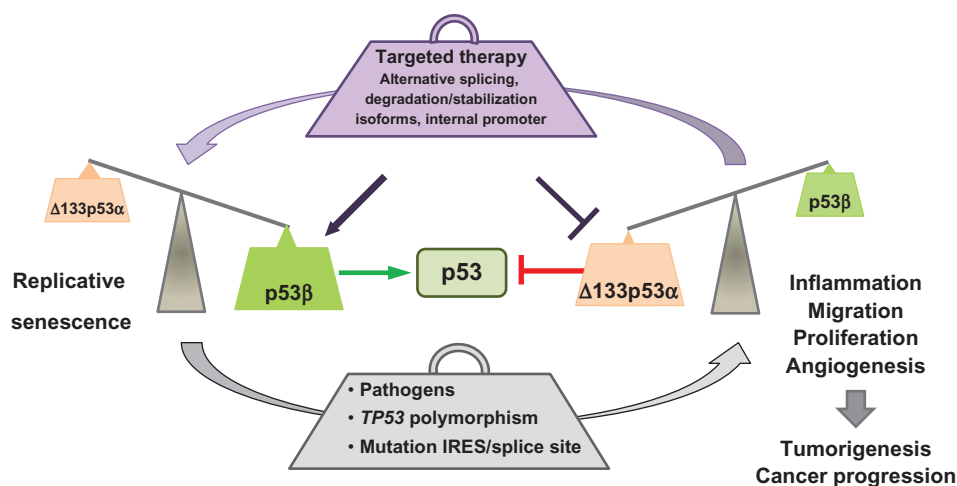 Targeted therapy
Alternative splicing,
degradation/stabilization
isoforms, internal promoter
Δ133p53α
p53β
p53β
p53
Δ133p53α
Replicative
senescence
Inflammation
Migration
Proliferation
Angiogenesis
• Pathogens
• TP53 polymorphism
• Mutation IRES/splice site
Tumorigenesis
Cancer progression